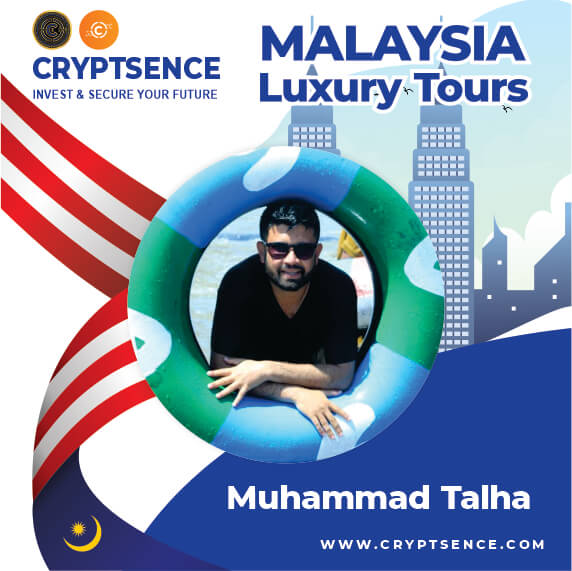 CRYPTSENCE
INVEST & SECURE YOUR FUTURE
MALAYSIA
Luxury Tours
Muhammad Talha
WWW.CRYPTSENCE.COM